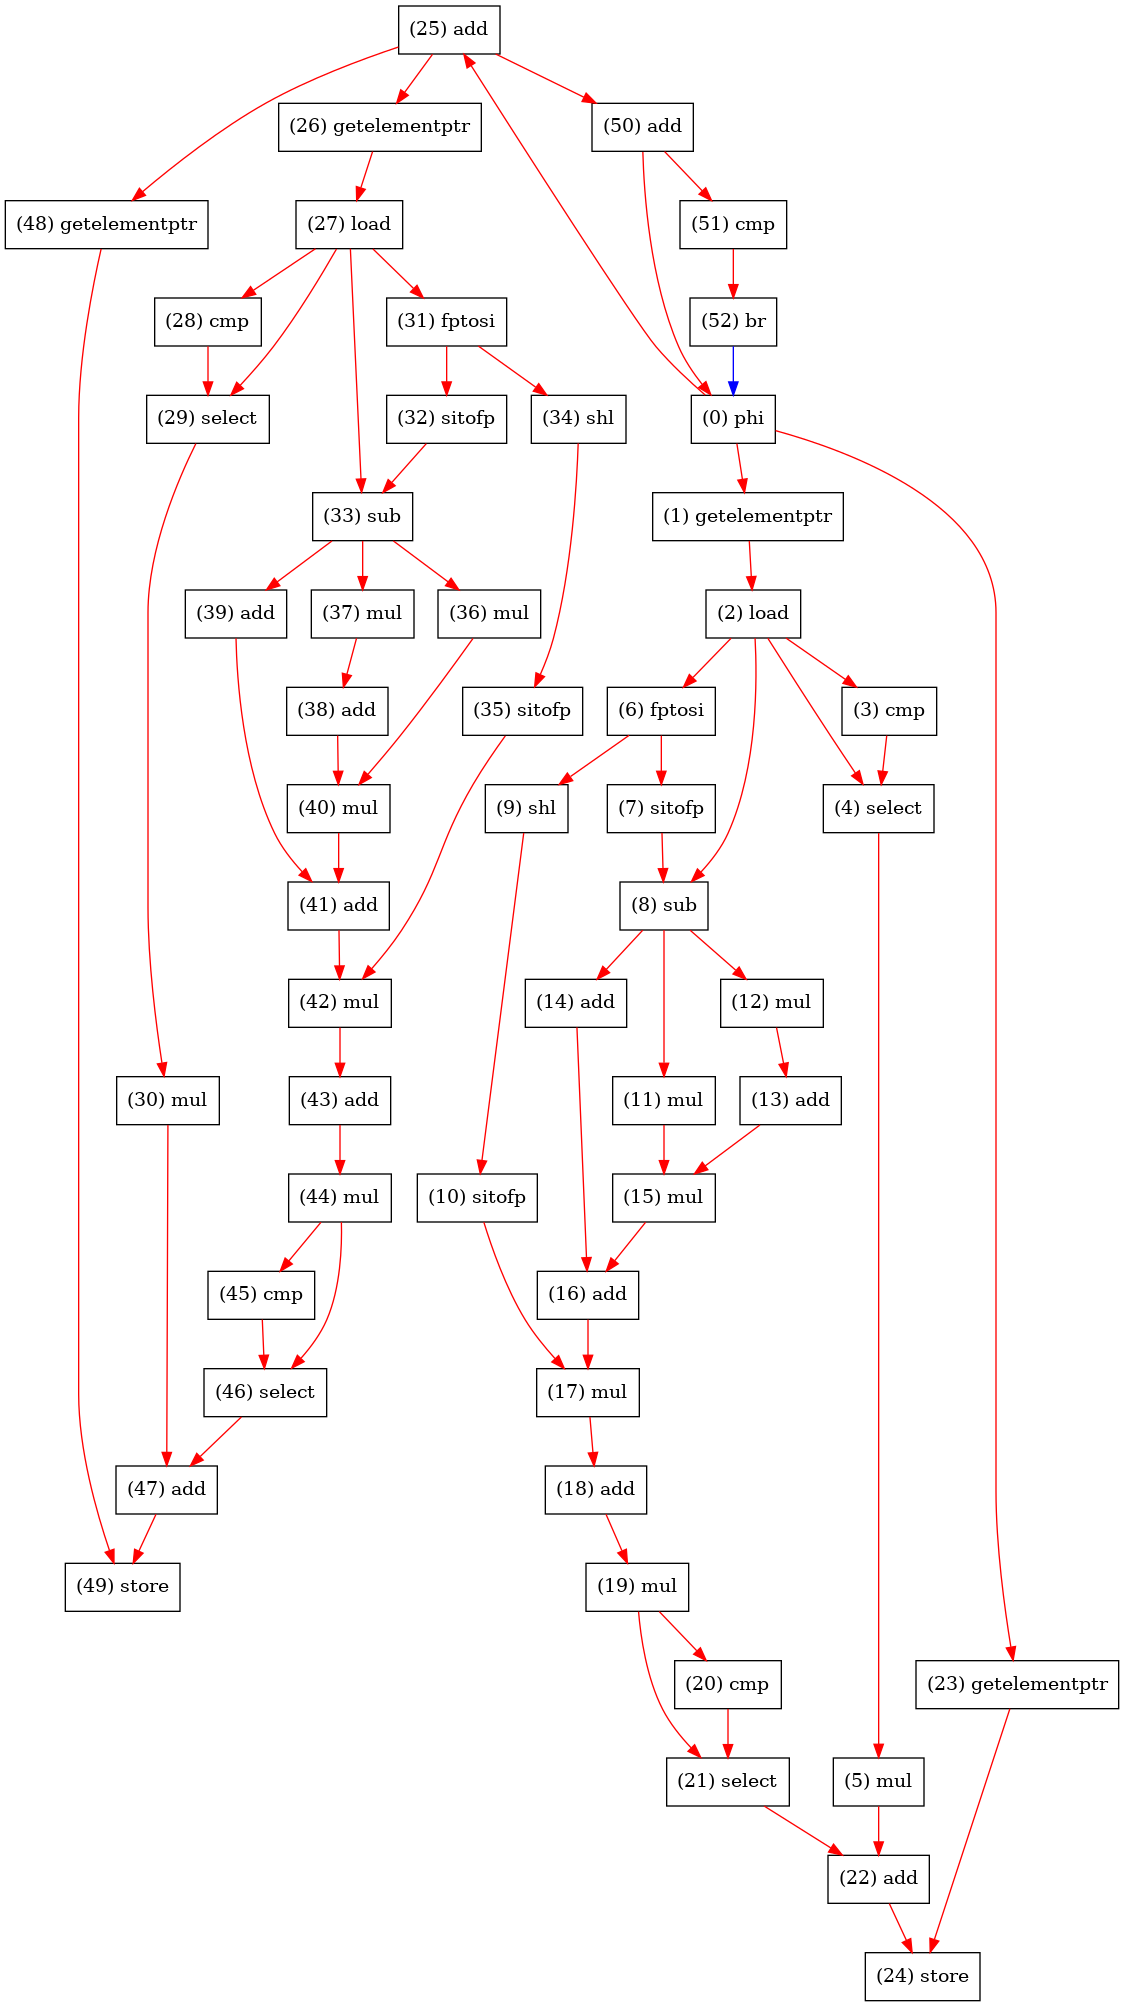 (25) add
(26) getelementptr
(50) add
(48) getelementptr
(27) load
(51) cmp
(28) cmp
(31) fptosi
(52) br
(29) select
(32) sitofp
(34) shl
(0) phi
(33) sub
(1) getelementptr
(39) add
(37) mul
(36) mul
(2) load
(38) add
(35) sitofp
(6) fptosi
(3) cmp
(40) mul
(9) shl
(7) sitofp
(4) select
(41) add
(8) sub
(42) mul
(14) add
(12) mul
(30) mul
(43) add
(11) mul
(13) add
(44) mul
(10) sitofp
(15) mul
(45) cmp
(16) add
(46) select
(17) mul
(47) add
(18) add
(49) store
(19) mul
(20) cmp
(23) getelementptr
(21) select
(5) mul
(22) add
(24) store